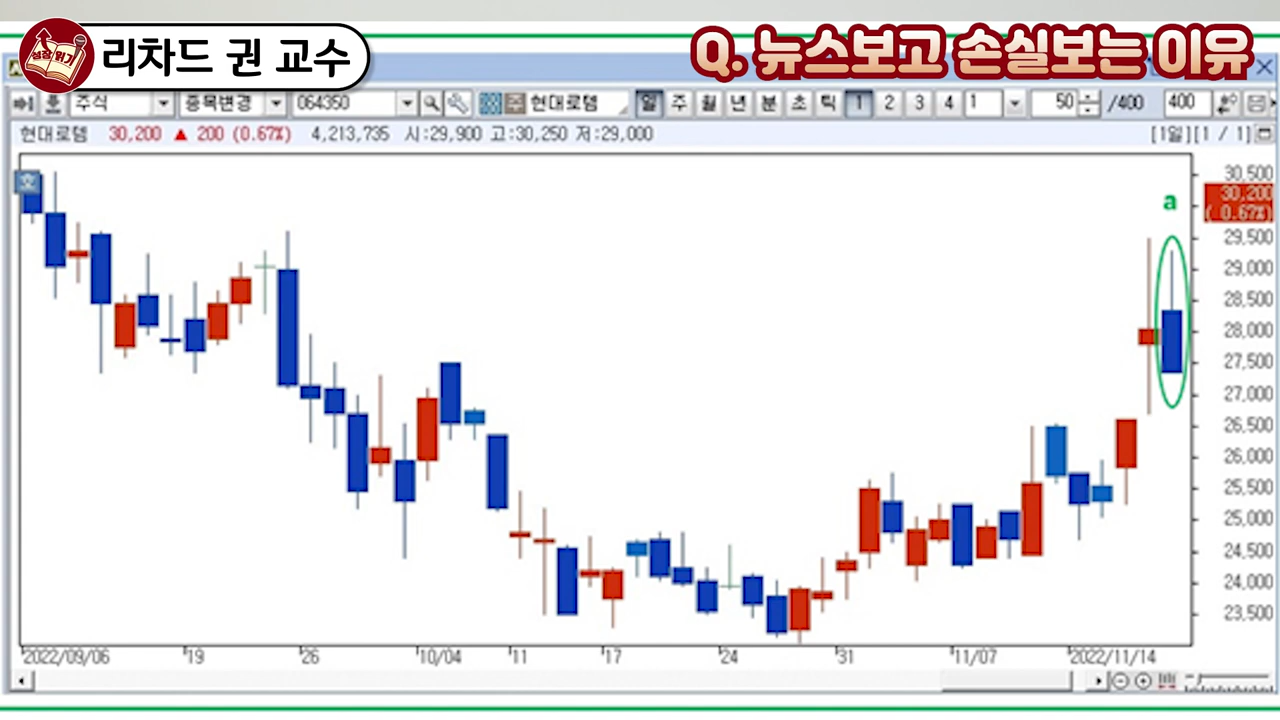 성장 읽기
리차드 권 교수
Q. 뉴스보고 손실보는 이유
주식 종목변경 064350 현대로템 일 주 월 년 분 초 틱 1 2 3 4 1 50 /400 400
현대로템 30,200 ▲ 200 (0.67%) 4,213,735 시:29,900 고:30,250 저:29,000 [1일][1 / 1]
30,500
30,200
( 0.67%)
a
29,500
29,000
28,500
28,000
27,500
27,000
26,500
26,000
25,500
25,000
24,500
24,000
23,500
2022/09/06 19 26 10/04 11 17 24 31 11/07 2022/11/14